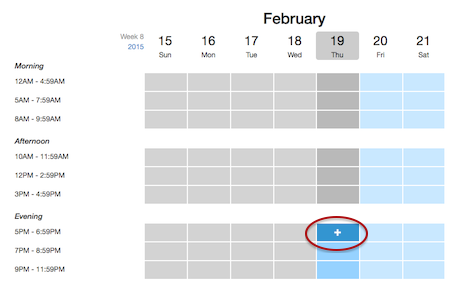 February
Week 8
2015
15 16 17 18 19 20 21
Sun Mon Tue Wed Thu Fri Sat
Morning
12AM - 4:59AM
5AM - 7:59AM
8AM - 9:59AM
Afternoon
10AM - 11:59AM
12PM - 2:59PM
3PM - 4:59PM
Evening
5PM - 6:59PM +
7PM - 8:59PM
9PM - 11:59PM